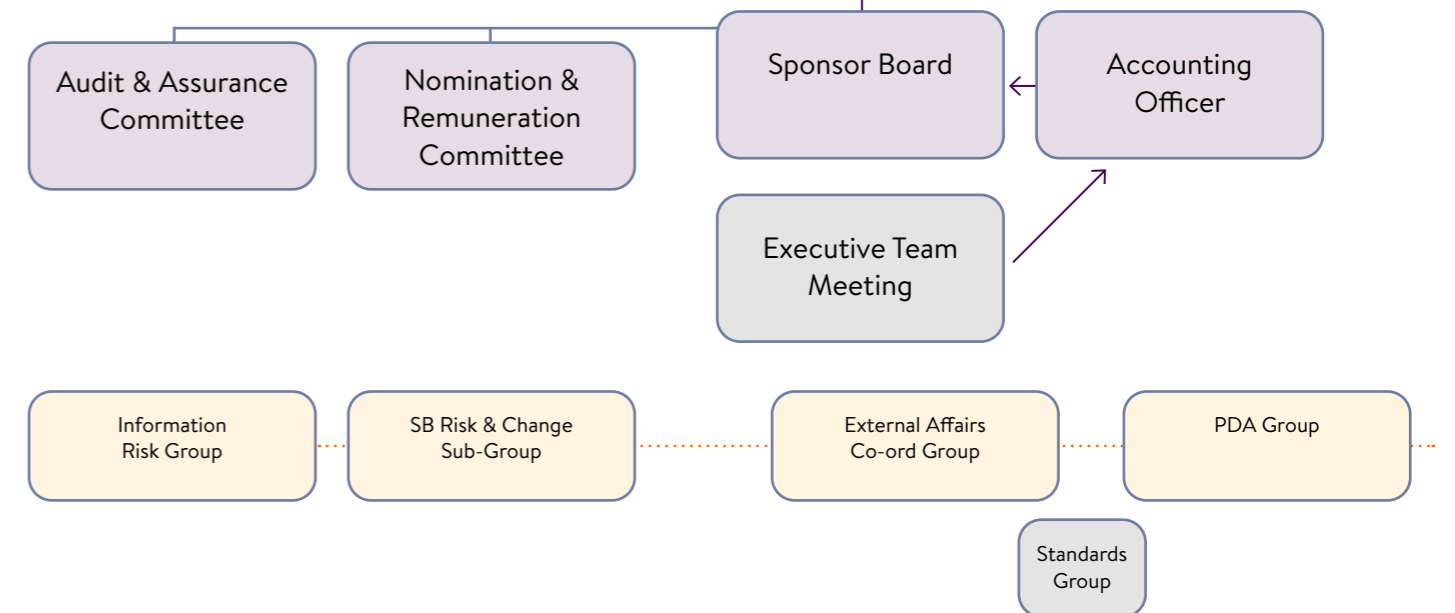 Audit & Assurance
Committee
Nomination &
Remuneration
Committee
Sponsor Board
Accounting
Officer
Executive Team
Meeting
Information
Risk Group
SB Risk & Change
Sub-Group
External Affairs
Co-ord Group
PDA Group
Standards
Group